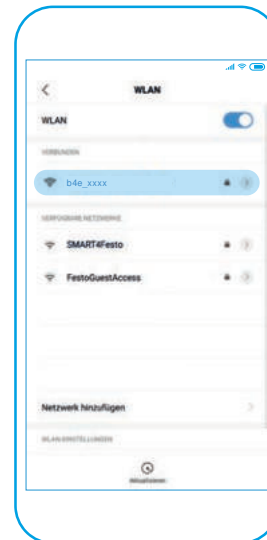 WLAN
WLAN
VERBUNDEN
b4e_xxxx
VERFÜGBARE NETZWERKE
SMART4Festo
FestoGuestAccess
Netzwerk hinzufügen
WLAN-EINSTELLUNGEN
Aktualisieren